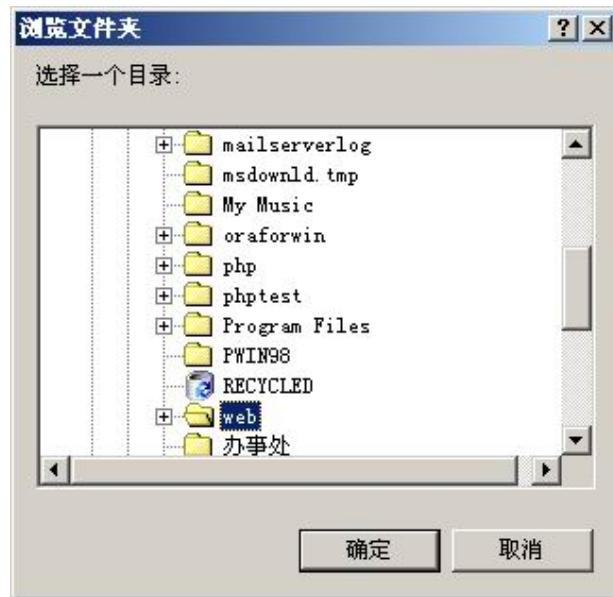 浏览文件夹
选择一个目录:
mailserverlog
msdownld.tmp
My Music
oraforwin
php
phptest
Program Files
PWIN98
RECYCLED
web
办事处
确定 取消